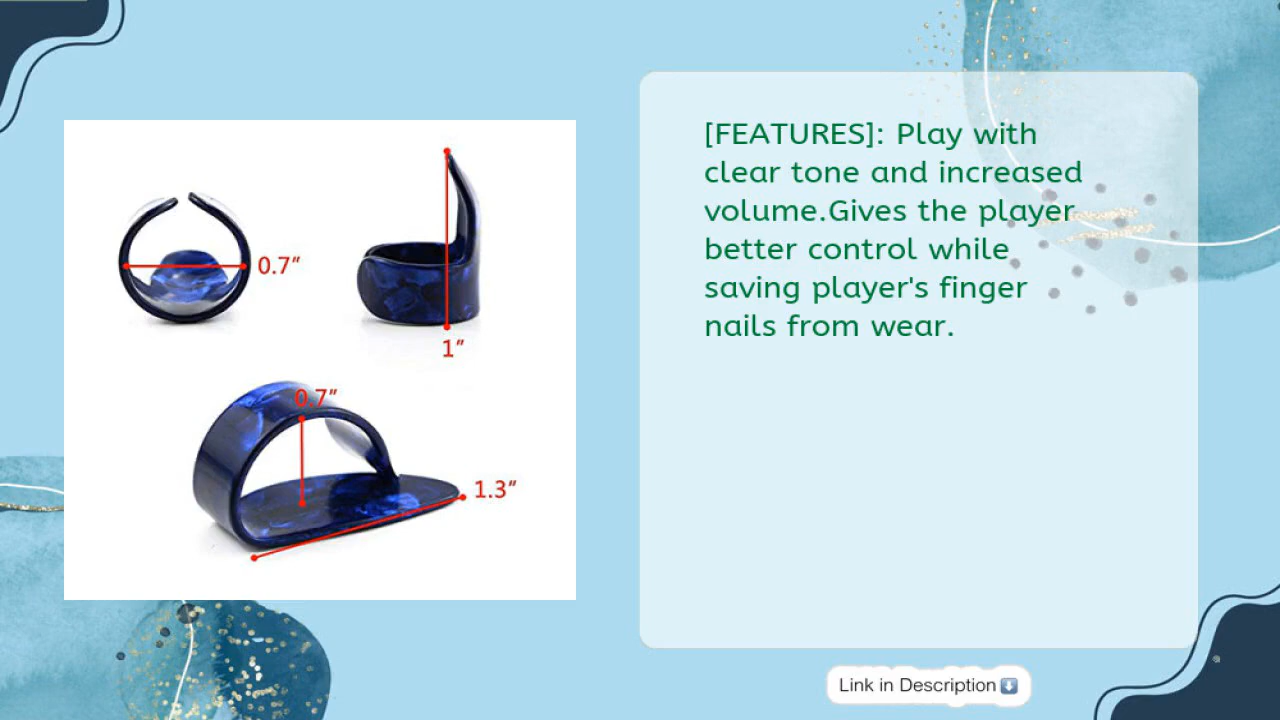 0.7"
1"
0.7"
1.3"
[FEATURES]: Play with
clear tone and increased
volume.Gives the player
better control while
saving player's finger
nails from wear.
Link in Description⬇️